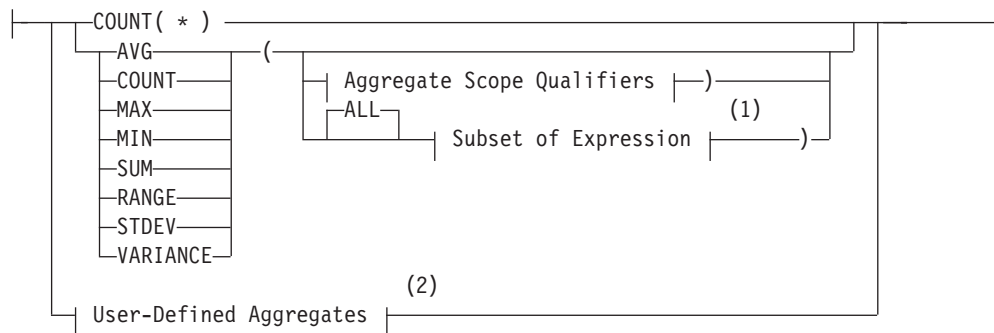 COUNT( * )
AVG (
COUNT Aggregate Scope Qualifiers )
MAX ALL (1)
MIN Subset of Expression )
SUM
RANGE
STDEV
VARIANCE
(2)
User-Defined Aggregates